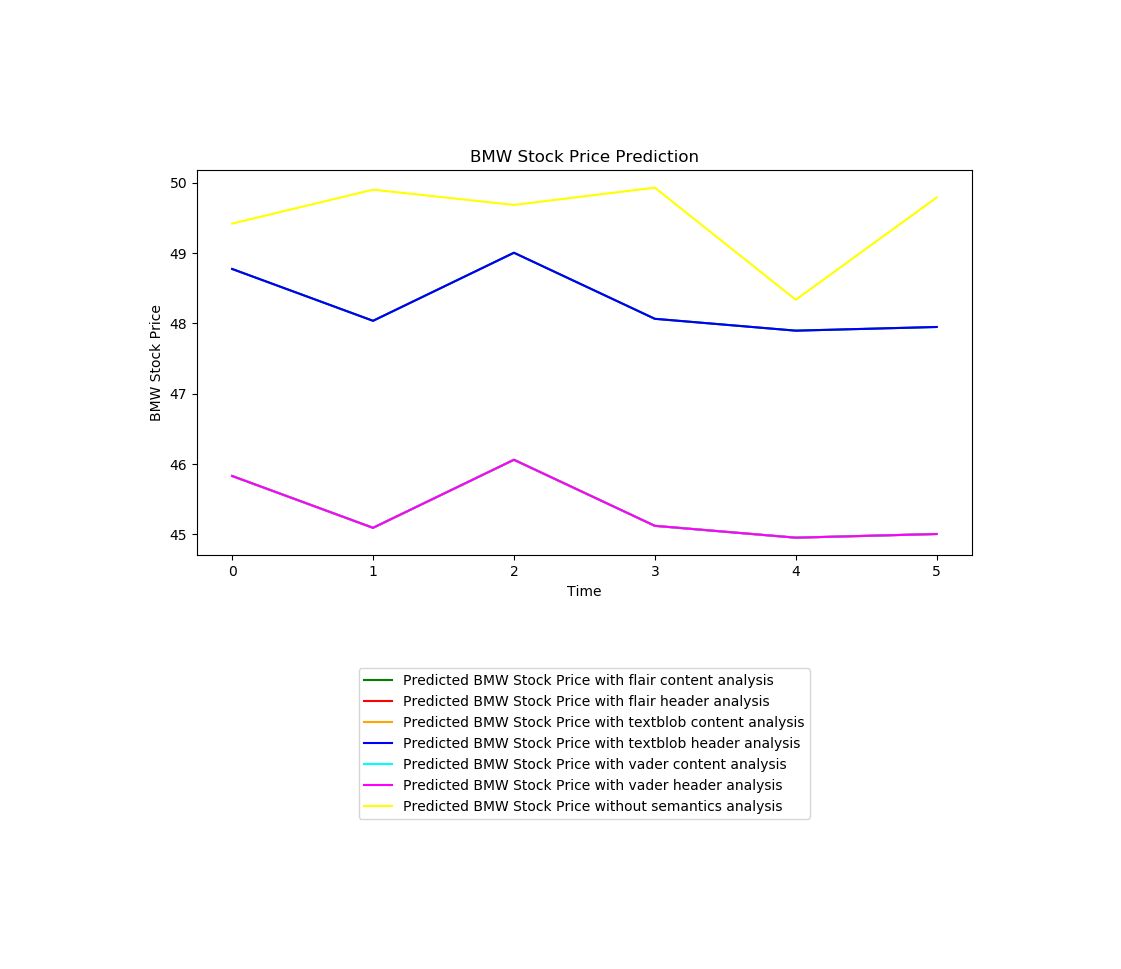 BMW Stock Price Prediction
50
49
48
47
46
45
BMW Stock Price
0 1 2 3 4 5
Time
Predicted BMW Stock Price with flair content analysis
Predicted BMW Stock Price with flair header analysis
Predicted BMW Stock Price with textblob content analysis
Predicted BMW Stock Price with textblob header analysis
Predicted BMW Stock Price with vader content analysis
Predicted BMW Stock Price with vader header analysis
Predicted BMW Stock Price without semantics analysis